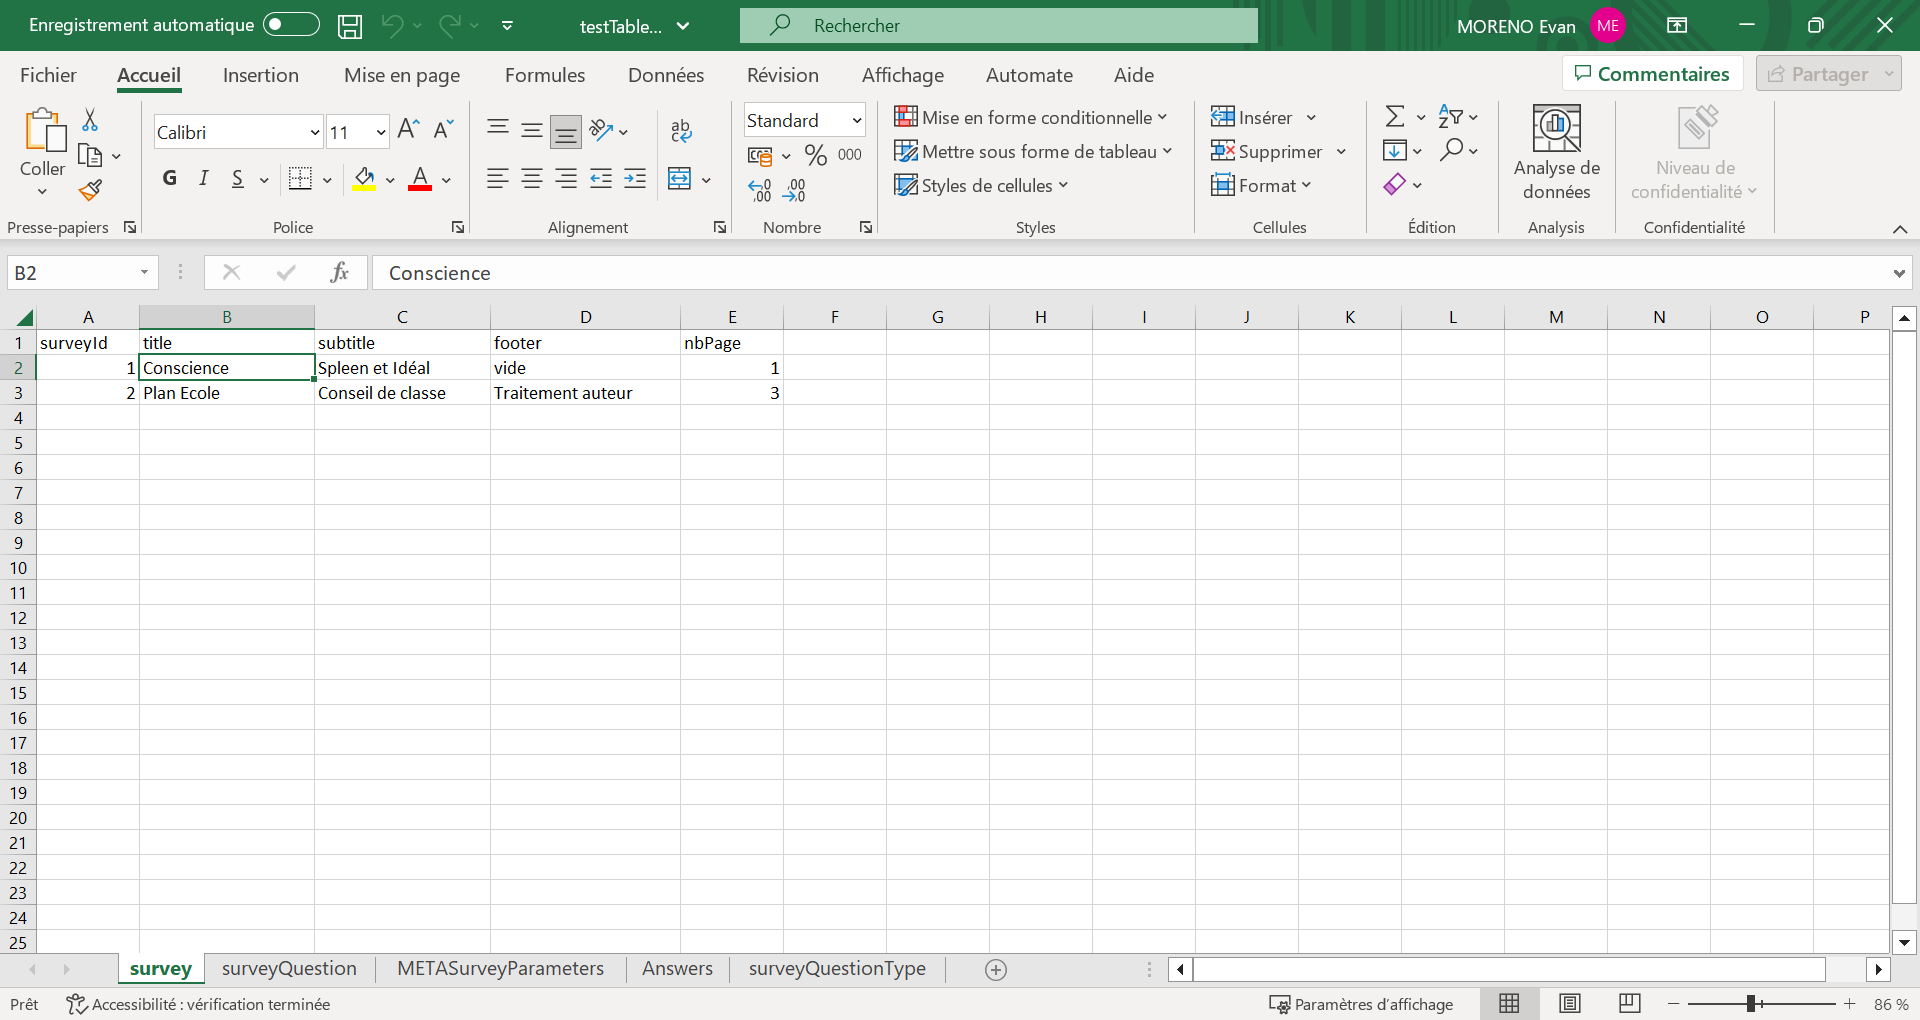 Enregistrement automatique testTable... Rechercher MORENO Evan ME
Fichier Accueil Insertion Mise en page Formules Données Révision Affichage Automate Aide Commentaires Partager
Coller
Calibri 11
G I S
ab c
Standard
% 000
,00 ,00
Mise en forme conditionnelle
Mettre sous forme de tableau
Styles de cellules
Insérer
Supprimer
Format
Analyse de données
Niveau de confidentialité
Presse-papiers Police Alignement Nombre Styles Cellules Édition Analysis Confidentialité
B2 fx Conscience
A B C D E F G H I J K L M N O P
1 surveyId title subtitle footer nbPage
2 1 Conscience Spleen et Idéal vide 1
3 2 Plan Ecole Conseil de classe Traitement auteur 3
4
5
6
7
8
9
10
11
12
13
14
15
16
17
18
19
20
21
22
23
24
25
survey surveyQuestion METASurveyParameters Answers surveyQuestionType
Prêt Accessibilité : vérification terminée Paramètres d'affichage 86 %